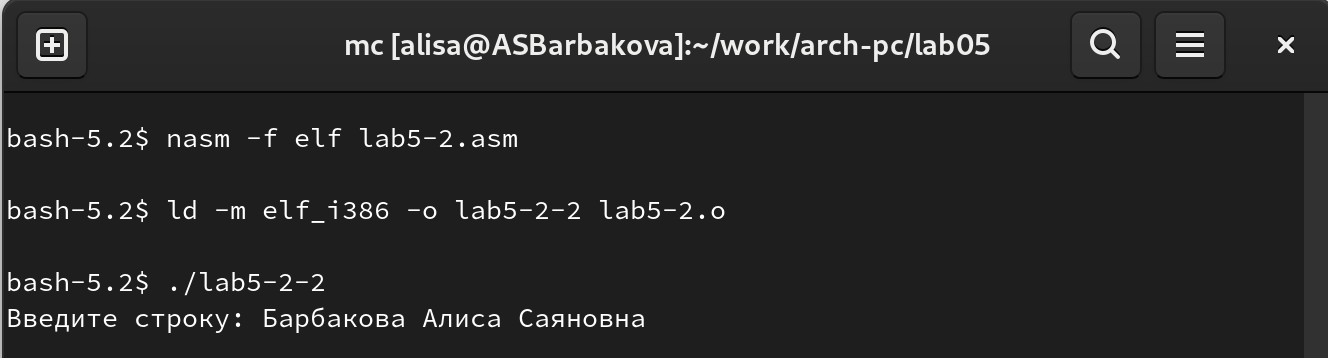 mc [alisa@ASBarbakova]:~/work/arch-pc/lab05
bash-5.2$ nasm -f elf lab5-2.asm
bash-5.2$ ld -m elf_i386 -o lab5-2-2 lab5-2.o
bash-5.2$ ./lab5-2-2
Введите строку: Барбакова Алиса Саяновна